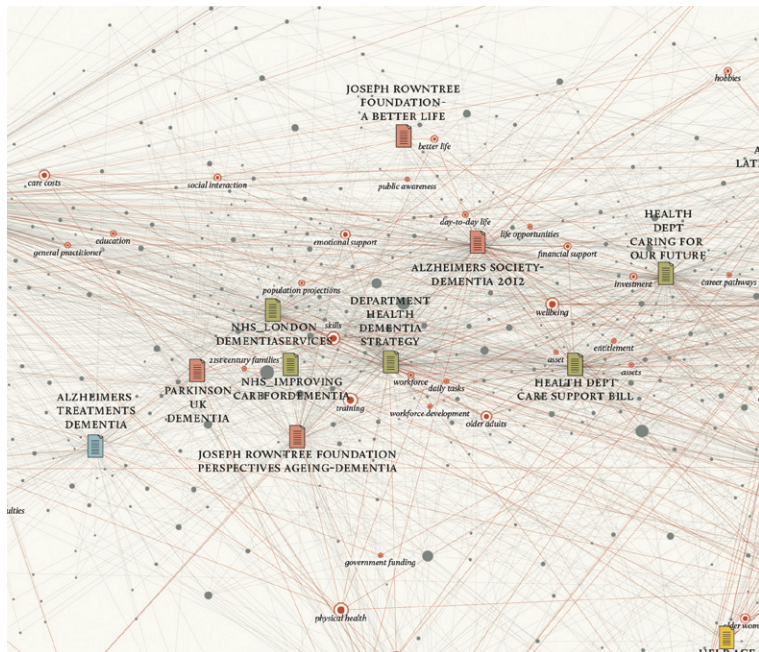 hobbies
JOSEPH ROWNTREE
FOUNDATION-
A BETTER LIFE
better life
care costs
social interaction
public awareness
day-to-day life
life opportunities
HEALTH
DEPT
CARING FOR
OUR FUTURE
education
general practitioner
emotional support
financial support
ALZHEIMERS SOCIETY-
DEMENTIA 2012
investment
career pathways
population projections
DEPARTMENT
HEALTH
DEMENTIA
STRATEGY
wellbeing
NHS_LONDON
DEMENTIASERVICES
skills
entitlement
21st century families
asset
assets
NHS_IMPROVING
CAREFORDEMENTIA
workforce
daily tasks
HEALTH DEPT
CARE SUPPORT BILL
PARKINSON
UK
DEMENTIA
ALZHEIMERS
TREATMENTS
DEMENTIA
training
workforce development
older adults
JOSEPH ROWNTREE FOUNDATION
PERSPECTIVES AGEING-DEMENTIA
government funding
physical health